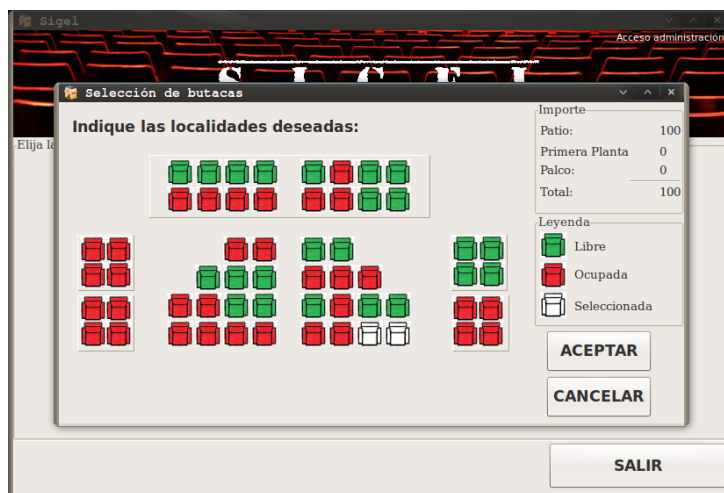 Sigel
Acceso administración
S I G E L
Selección de butacas
Indique las localidades deseadas:
Elija la
Importe
Patio: 100
Primera Planta 0
Palco: 0
Total: 100
Leyenda
Libre
Ocupada
Seleccionada
ACEPTAR
CANCELAR
SALIR